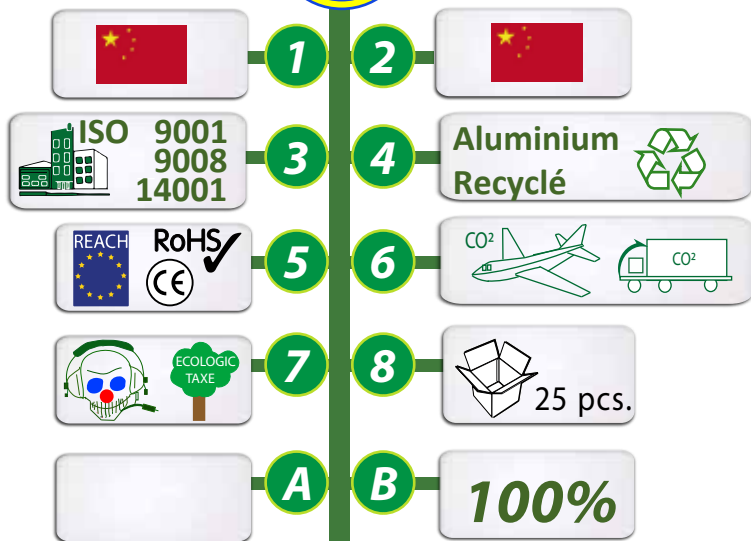 1
2
ISO 9001
9008
14001
3
4
Aluminium
Recyclé
REACH
RoHS
CE
5
6
CO²
CO²
ECOLOGIC
TAXE
7
8
25 pcs.
A
B
100%